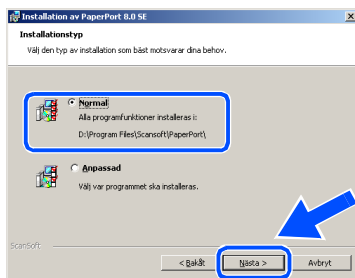 Installation av PaperPort 8.0 SE
Installationstyp
Välj den typ av installation som bäst motsvarar dina behov.
Normal
Alla programfunktioner installeras i:
D:\Program Files\Scansoft\PaperPort\
Anpassad
Välj var programmet ska installeras.
ScanSoft
< Bakåt
Nästa >
Avbryt